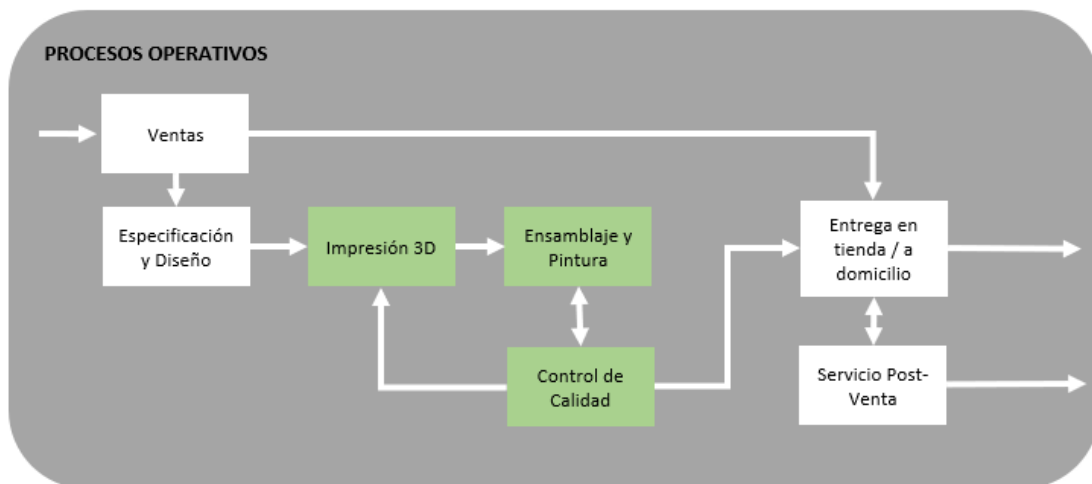 PROCESOS OPERATIVOS
Ventas
Especificación
y Diseño
Impresión 3D
Ensamblaje y
Pintura
Entrega en
tienda / a
domicilio
Control de
Calidad
Servicio Post-
Venta